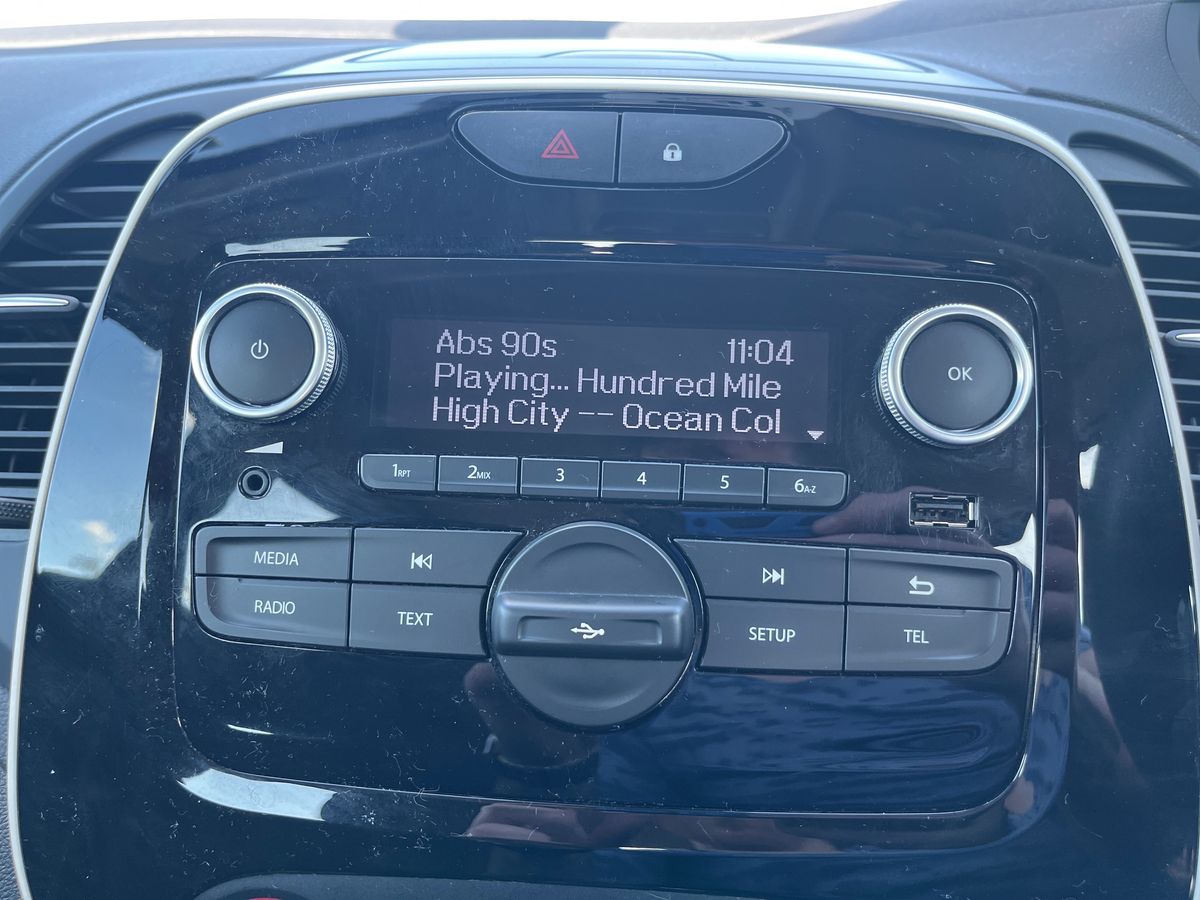 Abs 90s 11:04
Playing... Hundred Mile
High City -- Ocean Col
OK
1RPT 2MIX 3 4 5 6A-Z
MEDIA
RADIO TEXT SETUP TEL